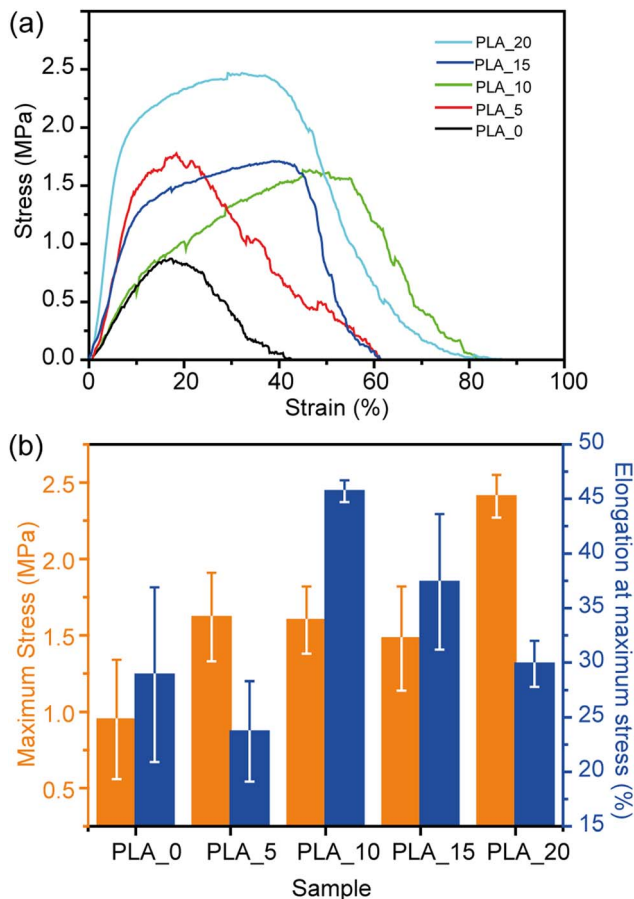 (a)
PLA_20
PLA_15
PLA_10
PLA_5
PLA_0
Stress (MPa)
2.5
2.0
1.5
1.0
0.5
0.0
0 20 40 60 80 100
Strain (%)
(b)
Maximum Stress (MPa)
2.5
2.0
1.5
1.0
0.5
50
45
40
35
30
25
20
15
Elongation at maximum
stress (%)
PLA_0 PLA_5 PLA_10 PLA_15 PLA_20
Sample